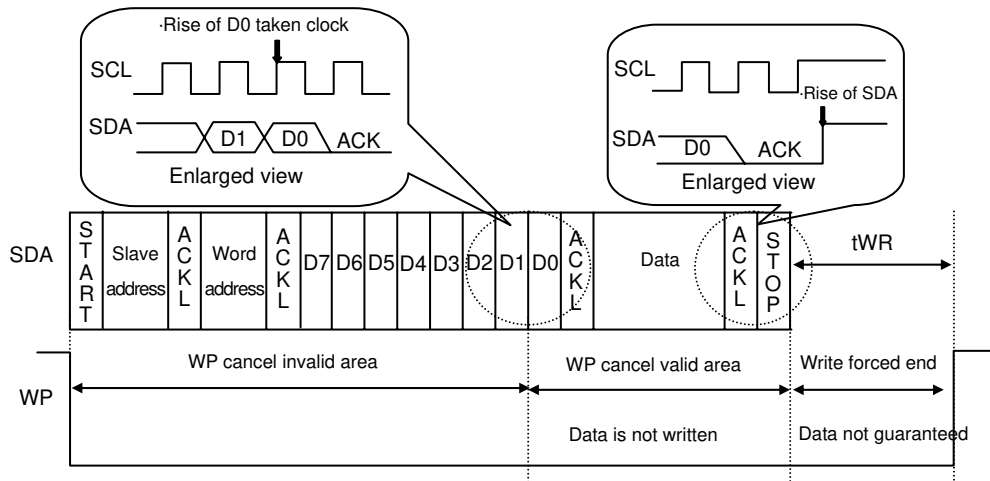 ·Rise of D0 taken clock
SCL
SDA
D1
D0
ACK
Enlarged view
SCL
·Rise of SDA
SDA
D0
ACK
Enlarged view
SDA
START
Slave address
ACKL
Word address
ACKL
D7
D6
D5
D4
D3
D2
D1
D0
ACKL
Data
ACKL
STOP
tWR
WP cancel invalid area
WP cancel valid area
Write forced end
WP
Data is not written
Data not guaranteed